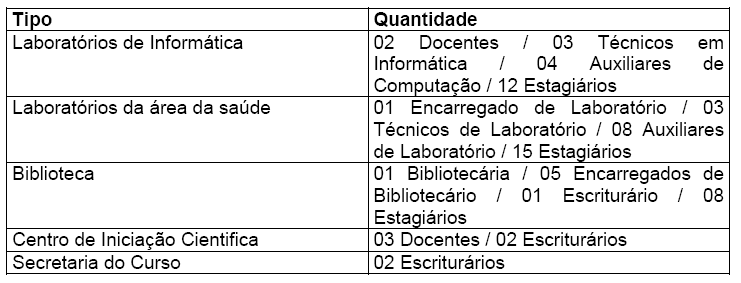 Tipo Quantidade
Laboratórios de Informática 02 Docentes / 03 Técnicos em
Informática / 04 Auxiliares de
Computação / 12 Estagiários
Laboratórios da área da saúde 01 Encarregado de Laboratório / 03
Técnicos de Laboratório / 08 Auxiliares
de Laboratório / 15 Estagiários
Biblioteca 01 Bibliotecária / 05 Encarregados de
Bibliotecário / 01 Escriturário / 08
Estagiários
Centro de Iniciação Cientifica 03 Docentes / 02 Escriturários
Secretaria do Curso 02 Escriturários